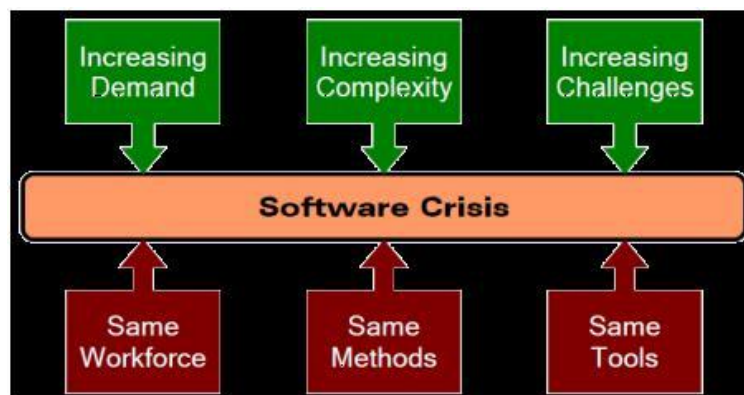 Increasing
Demand
Increasing
Complexity
Increasing
Challenges
Software Crisis
Same
Workforce
Same
Methods
Same
Tools